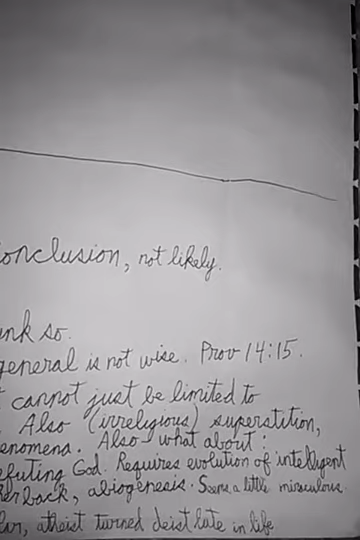 onclusion, not likely.
nk so.
general is not wise. Prov 14:15.
t cannot just be limited to
. Also (irreligious) superstition,
enomena. Also what about:
efuting God. Requires evolution of intelligent
erback, abiogenesis. Seems a little miraculous.
, atheist turned deist late in life